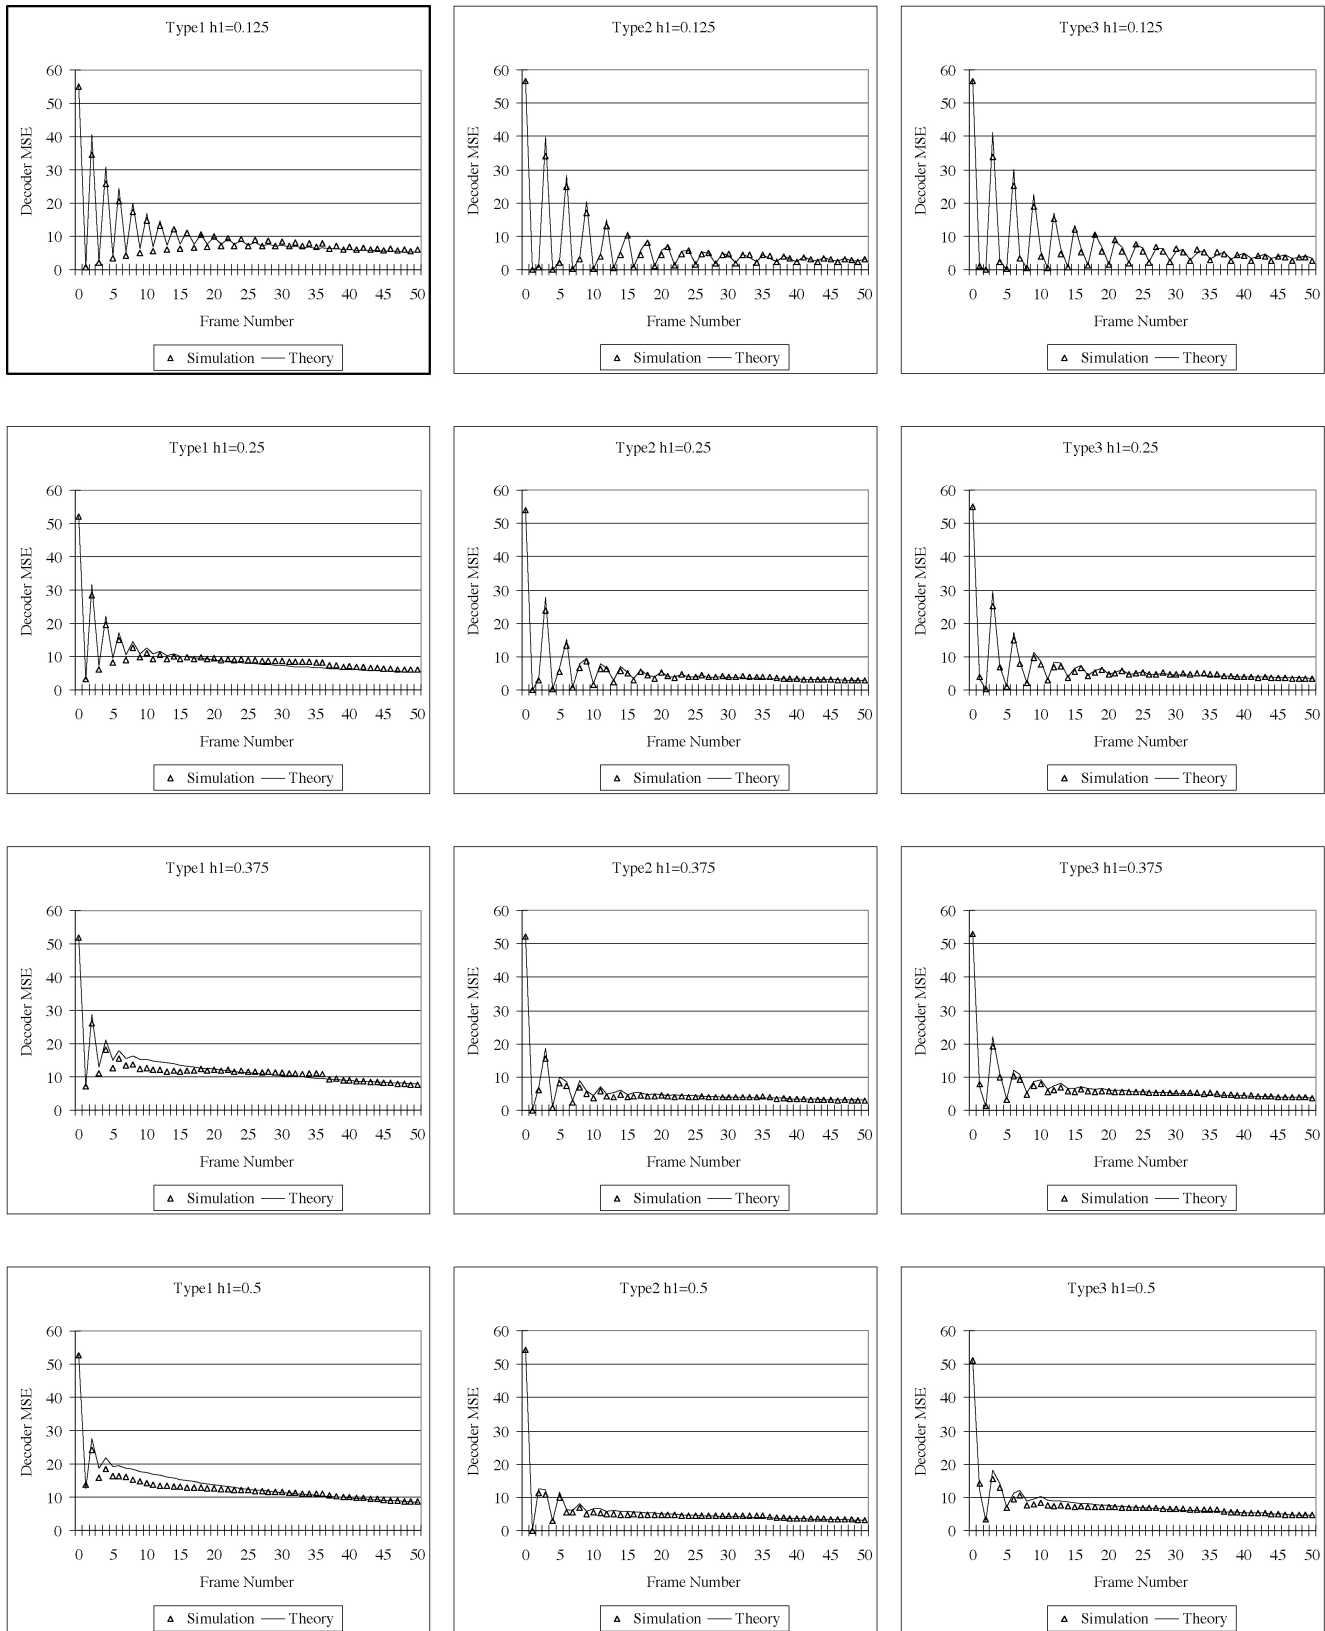 Type1 h1=0.125
60
50
40
30
20
10
0
Decoder MSE
0 5 10 15 20 25 30 35 40 45 50
Frame Number
Simulation Theory
Type2 h1=0.125
60
50
40
30
20
10
0
Decoder MSE
0 5 10 15 20 25 30 35 40 45 50
Frame Number
Simulation Theory
Type3 h1=0.125
60
50
40
30
20
10
0
Decoder MSE
0 5 10 15 20 25 30 35 40 45 50
Frame Number
Simulation Theory
Type1 h1=0.25
60
50
40
30
20
10
0
Decoder MSE
0 5 10 15 20 25 30 35 40 45 50
Frame Number
Simulation Theory
Type2 h1=0.25
60
50
40
30
20
10
0
Decoder MSE
0 5 10 15 20 25 30 35 40 45 50
Frame Number
Simulation Theory
Type3 h1=0.25
60
50
40
30
20
10
0
Decoder MSE
0 5 10 15 20 25 30 35 40 45 50
Frame Number
Simulation Theory
Type1 h1=0.375
60
50
40
30
20
10
0
Decoder MSE
0 5 10 15 20 25 30 35 40 45 50
Frame Number
Simulation Theory
Type2 h1=0.375
60
50
40
30
20
10
0
Decoder MSE
0 5 10 15 20 25 30 35 40 45 50
Frame Number
Simulation Theory
Type3 h1=0.375
60
50
40
30
20
10
0
Decoder MSE
0 5 10 15 20 25 30 35 40 45 50
Frame Number
Simulation Theory
Type1 h1=0.5
60
50
40
30
20
10
0
Decoder MSE
0 5 10 15 20 25 30 35 40 45 50
Frame Number
Simulation Theory
Type2 h1=0.5
60
50
40
30
20
10
0
Decoder MSE
0 5 10 15 20 25 30 35 40 45 50
Frame Number
Simulation Theory
Type3 h1=0.5
60
50
40
30
20
10
0
Decoder MSE
0 5 10 15 20 25 30 35 40 45 50
Frame Number
Simulation Theory